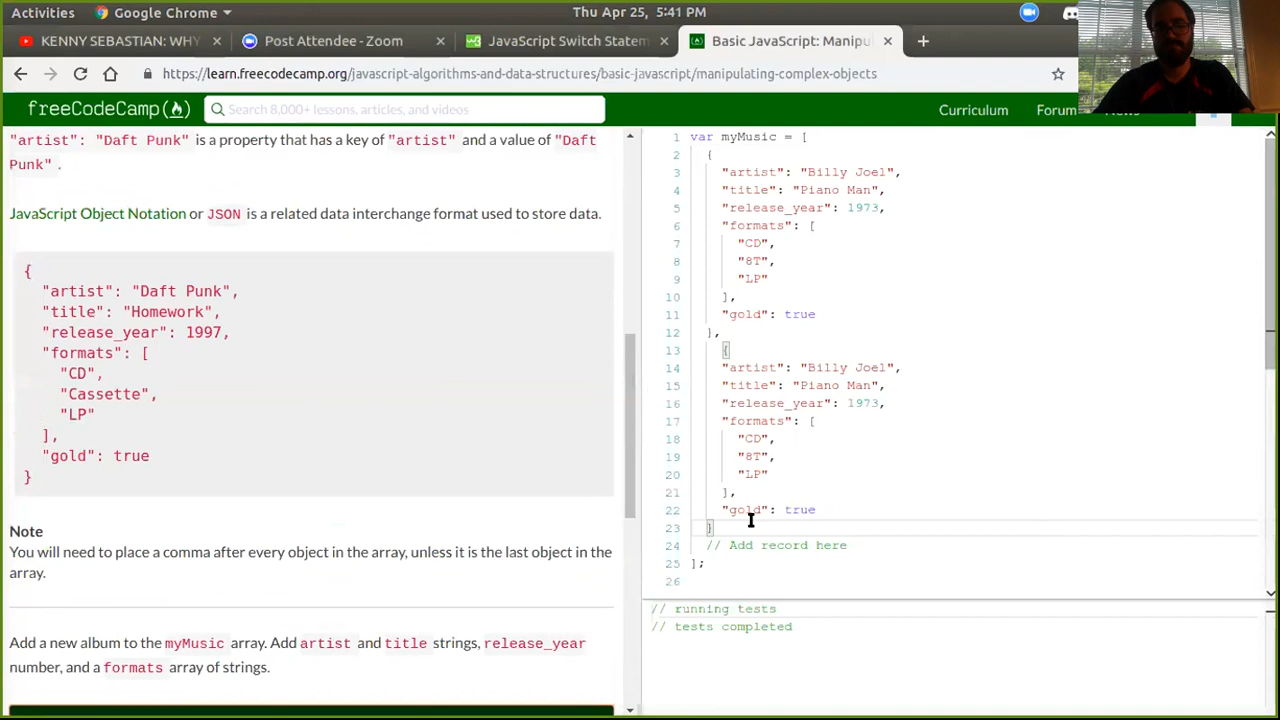 Activities
Google Chrome
Thu Apr 25, 5:41 PM
KENNY SEBASTIAN: WHY
Post Attendee - Zo
JavaScript Switch Statem
Basic JavaScript: Manipul
https://learn.freecodecamp.org/javascript-algorithms-and-data-structures/basic-javascript/manipulating-complex-objects
freeCodeCamp
Search 8,000+ lessons, articles, and videos
Curriculum
Forum
"artist": "Daft Punk" is a property that has a key of "artist" and a value of "Daft
Punk" .
JavaScript Object Notation or JSON is a related data interchange format used to store data.
{
"artist": "Daft Punk",
"title": "Homework",
"release_year": 1997,
"formats": [
"CD",
"Cassette",
"LP"
],
"gold": true
}
Note
You will need to place a comma after every object in the array, unless it is the last object in the
array.
Add a new album to the myMusic array. Add artist and title strings, release_year
number, and a formats array of strings.
1 var myMusic = [
2 {
3 "artist": "Billy Joel",
4 "title": "Piano Man",
5 "release_year": 1973,
6 "formats": [
7 "CD",
8 "8T",
9 "LP"
10 ],
11 "gold": true
12 },
13 {
14 "artist": "Billy Joel",
15 "title": "Piano Man",
16 "release_year": 1973,
17 "formats": [
18 "CD",
19 "8T",
20 "LP"
21 ],
22 "gold": true
23 }
24 // Add record here
25 ];
26
// running tests
// tests completed